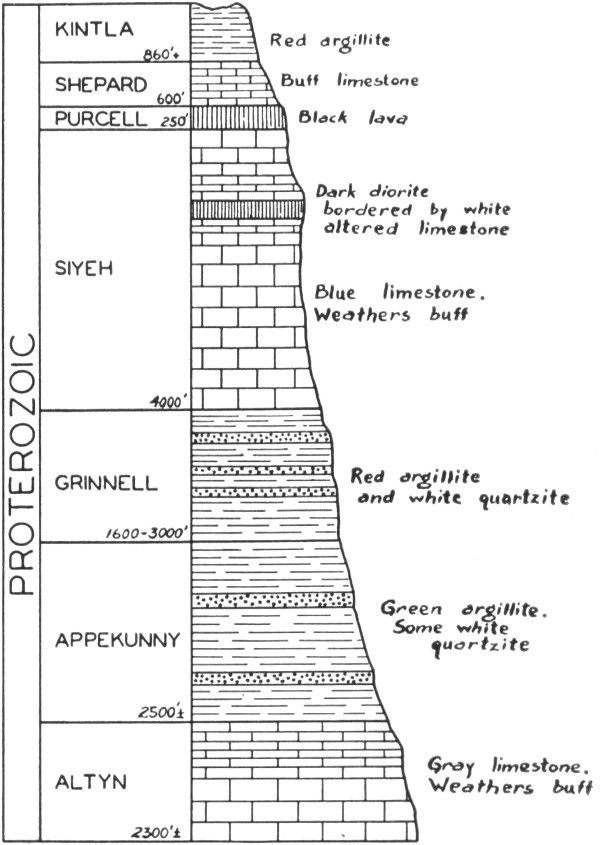 PROTEROZOIC
KINTLA
860'+
Red argillite
SHEPARD
600'
Buff limestone
PURCELL 250'
Black lava
SIYEH
4000'
Dark diorite
bordered by white
altered limestone
Blue limestone.
Weathers buff
GRINNELL
1600-3000'
Red argillite
and white quartzite
APPEKUNNY
2500'±
Green argillite.
Some white
quartzite
ALTYN
2300'±
Gray limestone.
Weathers buff